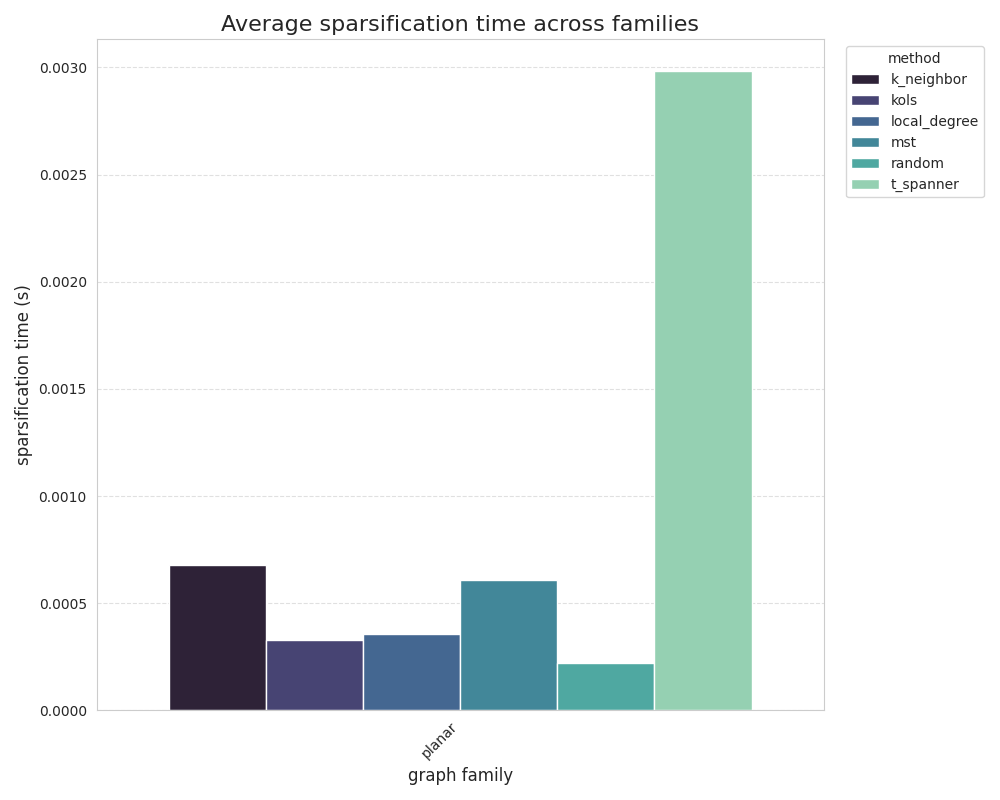 Average sparsification time across families
method
k_neighbor
kols
local_degree
mst
random
t_spanner
0.0030
0.0025
0.0020
0.0015
0.0010
0.0005
0.0000
sparsification time (s)
planar
graph family